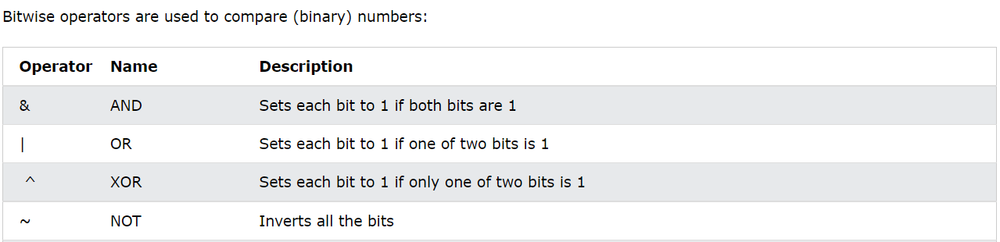 Bitwise operators are used to compare (binary) numbers:
Operator Name Description
& AND Sets each bit to 1 if both bits are 1
| OR Sets each bit to 1 if one of two bits is 1
^ XOR Sets each bit to 1 if only one of two bits is 1
~ NOT Inverts all the bits